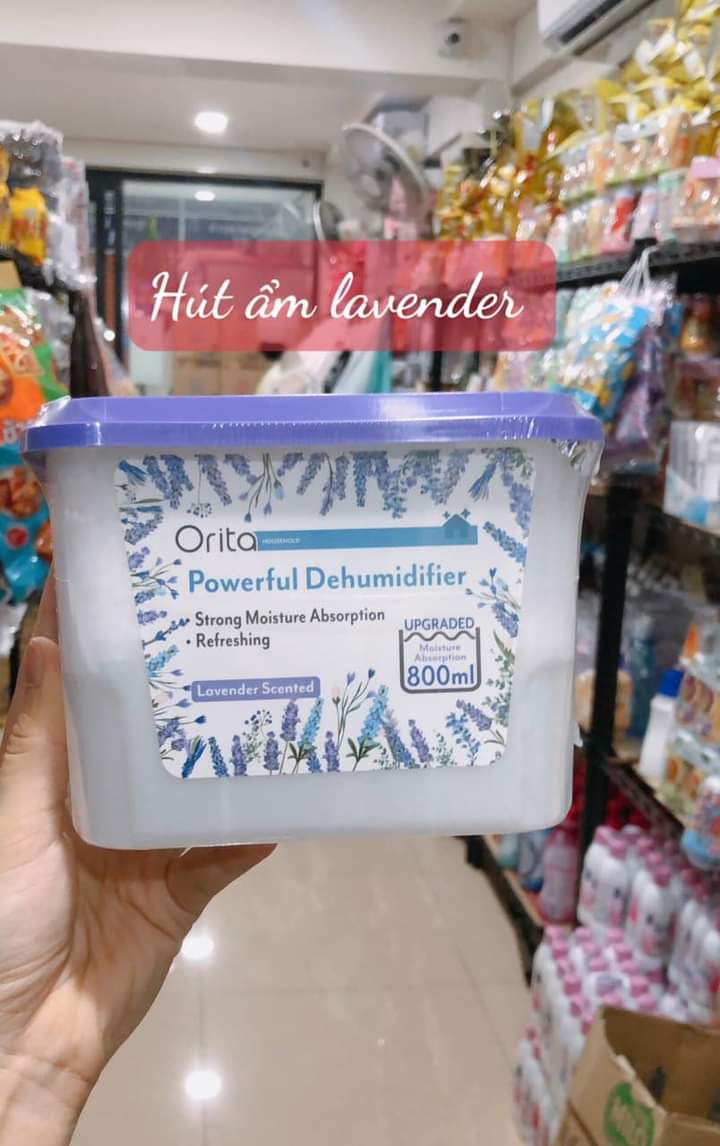 Hút ẩm lavender
Orita HOUSEHOLD
Powerful Dehumidifier
• Strong Moisture Absorption
• Refreshing
UPGRADED
Moisture
Absorption
800ml
Lavender Scented